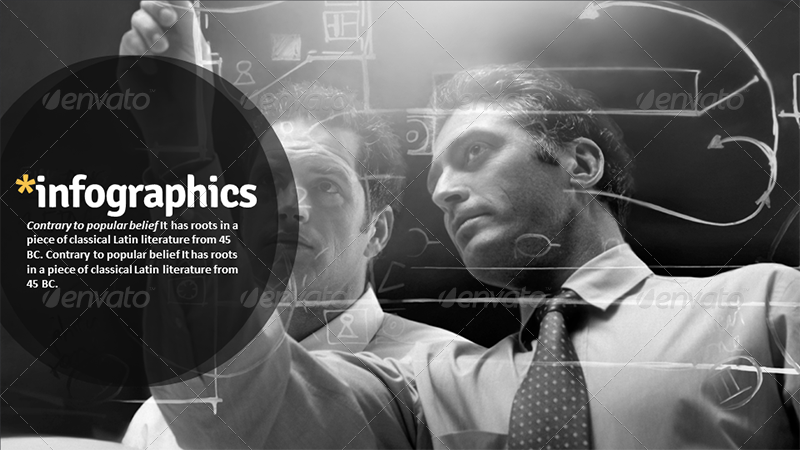 envato envato envato envato
*infographics
Contrary to popular belief It has roots in a
piece of classical Latin literature from 45
BC. Contrary to popular belief It has roots
in a piece of classical Latin literature from
45 BC.
envato envato envato envato